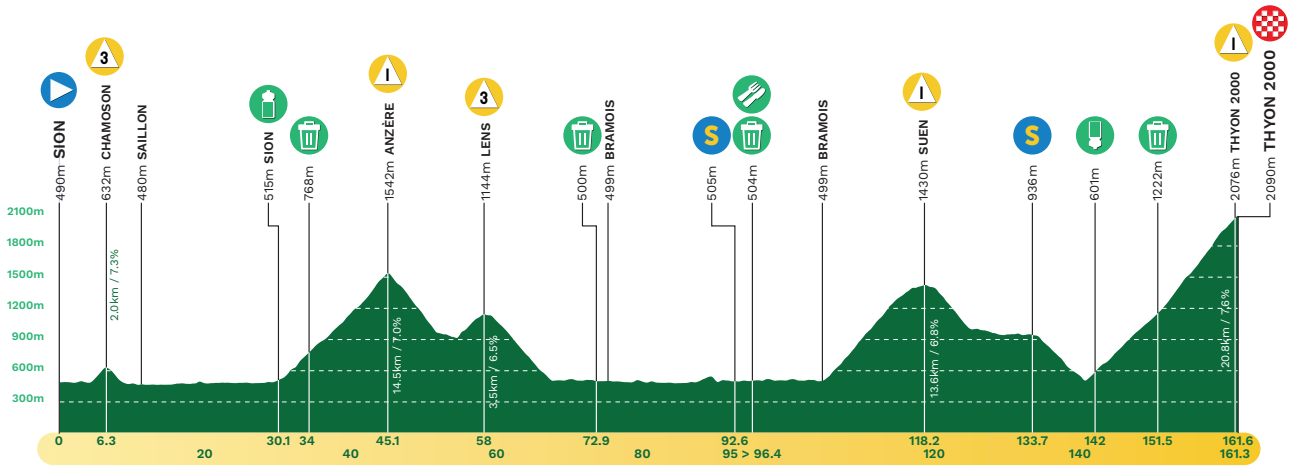 490m SION
3
632m CHAMOSON
480m SAILLON
515m SION
768m
I
1542m ANZÈRE
3
1144m LENS
500m
499m BRAMOIS
S
505m
504m
499m BRAMOIS
I
1430m SUEN
S
936m
601m
1222m
I
2076m THYON 2000
2090m THYON 2000
2100m
1800m
1500m
1200m
900m
600m
300m
2.0km / 7.3%
14.5km / 7.0%
3,5km / 6.5%
13.6km / 6.8%
20.8km / 7,6%
0 6.3 30.1 34 45.1 58 72.9 92.6 118.2 133.7 142 151.5 161.6
20 40 60 80 95 > 96.4 120 140 161.3